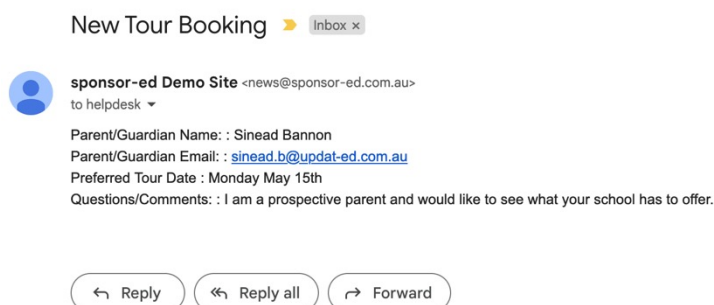 New Tour Booking Inbox ×
sponsor-ed Demo Site <news@sponsor-ed.com.au>
to helpdesk
Parent/Guardian Name: : Sinead Bannon
Parent/Guardian Email: : sinead.b@updat-ed.com.au
Preferred Tour Date : Monday May 15th
Questions/Comments: : I am a prospective parent and would like to see what your school has to offer.
Reply Reply all Forward